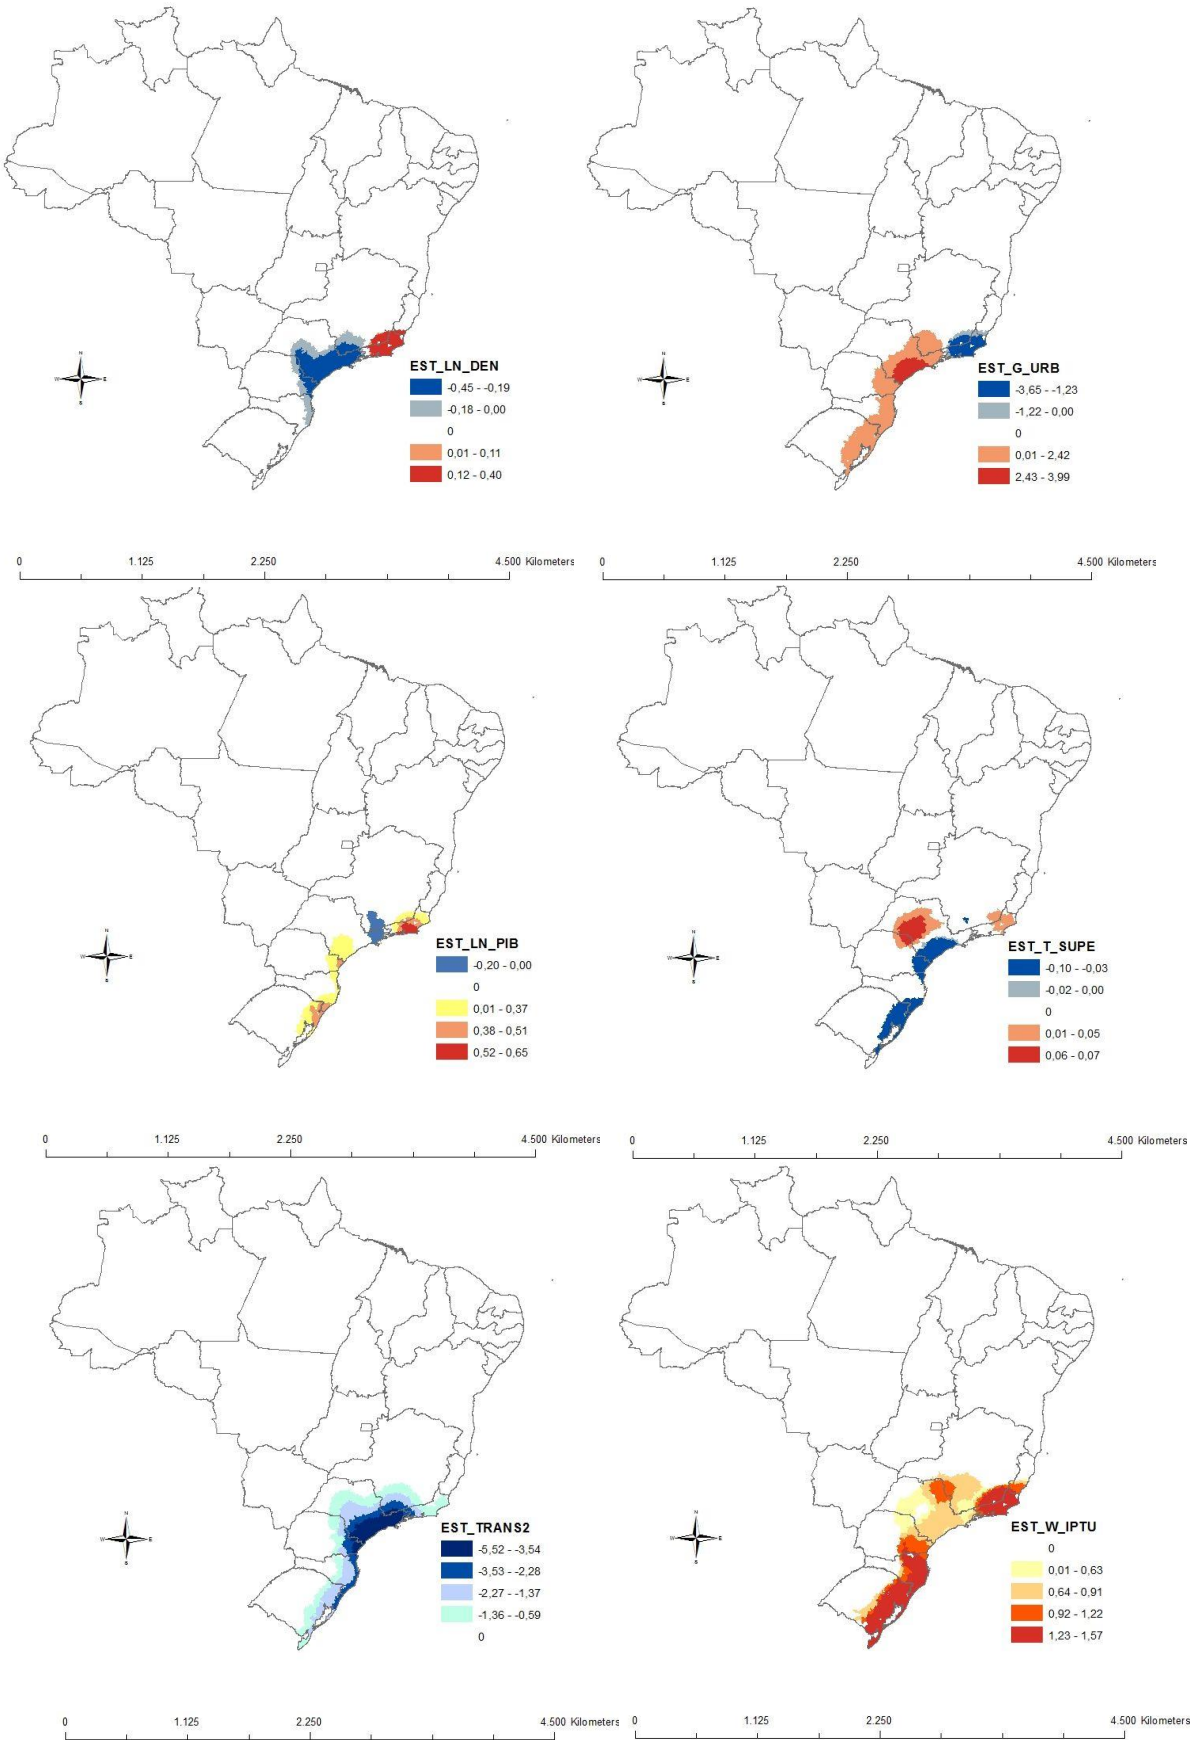 N
W
E
S
EST_LN_DEN
-0,45 - -0,19
-0,18 - 0,00
0
0,01 - 0,11
0,12 - 0,40
0
1.125
2.250
4.500 Kilometers
N
W
E
S
EST_G_URB
-3,65 - -1,23
-1,22 - 0,00
0
0,01 - 2,42
2,43 - 3,99
0
1.125
2.250
4.500 Kilometers
N
W
E
S
EST_LN_PIB
-0,20 - 0,00
0
0,01 - 0,37
0,38 - 0,51
0,52 - 0,65
0
1.125
2.250
4.500 Kilometers
N
W
E
S
EST_T_SUPE
-0,10 - -0,03
-0,02 - 0,00
0
0,01 - 0,05
0,06 - 0,07
0
1.125
2.250
4.500 Kilometers
N
W
E
S
EST_TRANS2
-5,52 - -3,54
-3,53 - -2,28
-2,27 - -1,37
-1,36 - -0,59
0
0
1.125
2.250
4.500 Kilometers
N
W
E
S
EST_W_IPTU
0
0,01 - 0,63
0,64 - 0,91
0,92 - 1,22
1,23 - 1,57
0
1.125
2.250
4.500 Kilometers